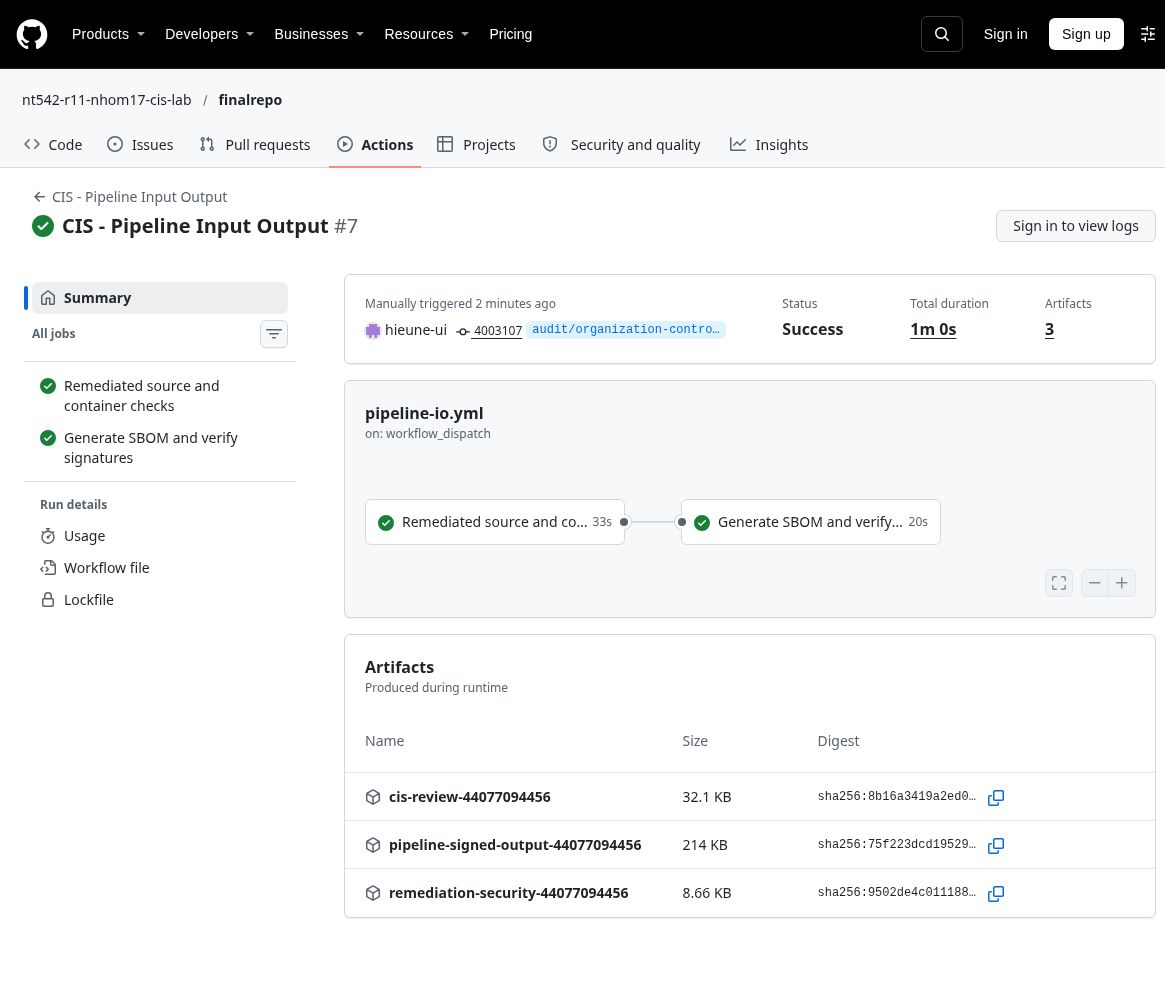 Products Developers Businesses Resources Pricing Sign in Sign up
nt542-r11-nhom17-cis-lab / finalrepo
Code Issues Pull requests Actions Projects Security and quality Insights
CIS - Pipeline Input Output
CIS - Pipeline Input Output #7
Sign in to view logs
Summary
All jobs
Remediated source and
container checks
Generate SBOM and verify
signatures
Run details
Usage
Workflow file
Lockfile
Manually triggered 2 minutes ago Status Total duration Artifacts
hieune-ui 4003107 audit/organization-contro… Success 1m 0s 3
pipeline-io.yml
on: workflow_dispatch
Remediated source and co... 33s Generate SBOM and verify... 20s
Artifacts
Produced during runtime
Name Size Digest
cis-review-44077094456 32.1 KB sha256:8b16a3419a2ed0…
pipeline-signed-output-44077094456 214 KB sha256:75f223dcd19529…
remediation-security-44077094456 8.66 KB sha256:9502de4c011188…